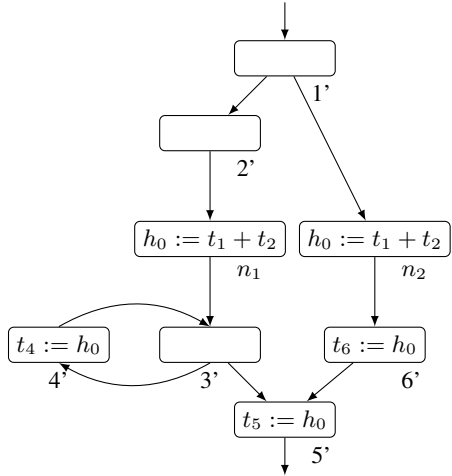 1'
2'
h₀ := t₁ + t₂
h₀ := t₁ + t₂
n₁
n₂
t₄ := h₀
t₆ := h₀
4'
3'
6'
t₅ := h₀
5'